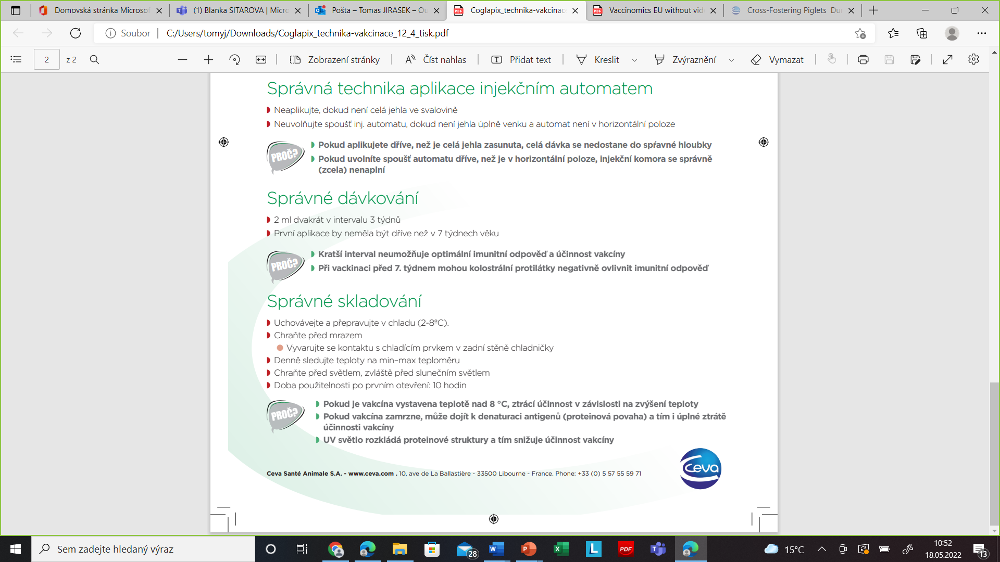 Domovská stránka Microsof
(1) Blanka SITAROVA | Micro
Pošta – Tomas JIRASEK – Ou
Coglapix_technika-vakcinace
Vaccinomics EU without vid
Cross-Fostering Piglets Du
Soubor
C:/Users/tomyj/Downloads/Coglapix_technika-vakcinace_12_4_tisk.pdf
2 z 2
Zobrazení stránky
Číst nahlas
Přidat text
Kreslit
Zvýraznění
Vymazat
Správná technika aplikace injekčním automatem
Neaplikujte, dokud není celá jehla ve svalovině
Neuvolňujte spoušť inj. automatu, dokud není jehla úplně venku a automat není v horizontální poloze
PROČ?
Pokud aplikujete dříve, než je celá jehla zasunuta, celá dávka se nedostane do spŕavné hloubky
Pokud uvolníte spoušť automatu dříve, než je v horizontální poloze, injekční komora se správně
(zcela) nenaplní
Správné dávkování
2 ml dvakrát v intervalu 3 týdnů
První aplikace by neměla být dříve než v 7 týdnech věku
PROČ?
Kratší interval neumožňuje optimální imunitní odpověď a účinnost vakcíny
Při vackinaci před 7. týdnem mohou kolostrální protilátky negativně ovlivnit imunitní odpověď
Správné skladování
Uchovávejte a přepravujte v chladu (2-8ºC).
Chraňte před mrazem
Vyvarujte se kontaktu s chladícím prvkem v zadní stěně chladničky
Denně sledujte teploty na min–max teploměru
Chraňte před světlem, zvláště před slunečním světlem
Doba použitelnosti po prvním otevření: 10 hodin
PROČ?
Pokud je vakcína vystavena teplotě nad 8 °C, ztrácí účinnost v závislosti na zvýšení teploty
Pokud vakcína zamrzne, může dojít k denaturaci antigenů (proteinová povaha) a tím i úplné ztrátě
účinnosti vakcíny
UV světlo rozkládá proteinové struktury a tím snižuje účinnost vakcíny
Ceva Santé Animale S.A. - www.ceva.com . 10, ave de La Ballastière - 33500 Libourne - France. Phone: +33 (0) 5 57 55 59 71
Ceva
Sem zadejte hledaný výraz
28
PDF
15°C
10:52
18.05.2022
13